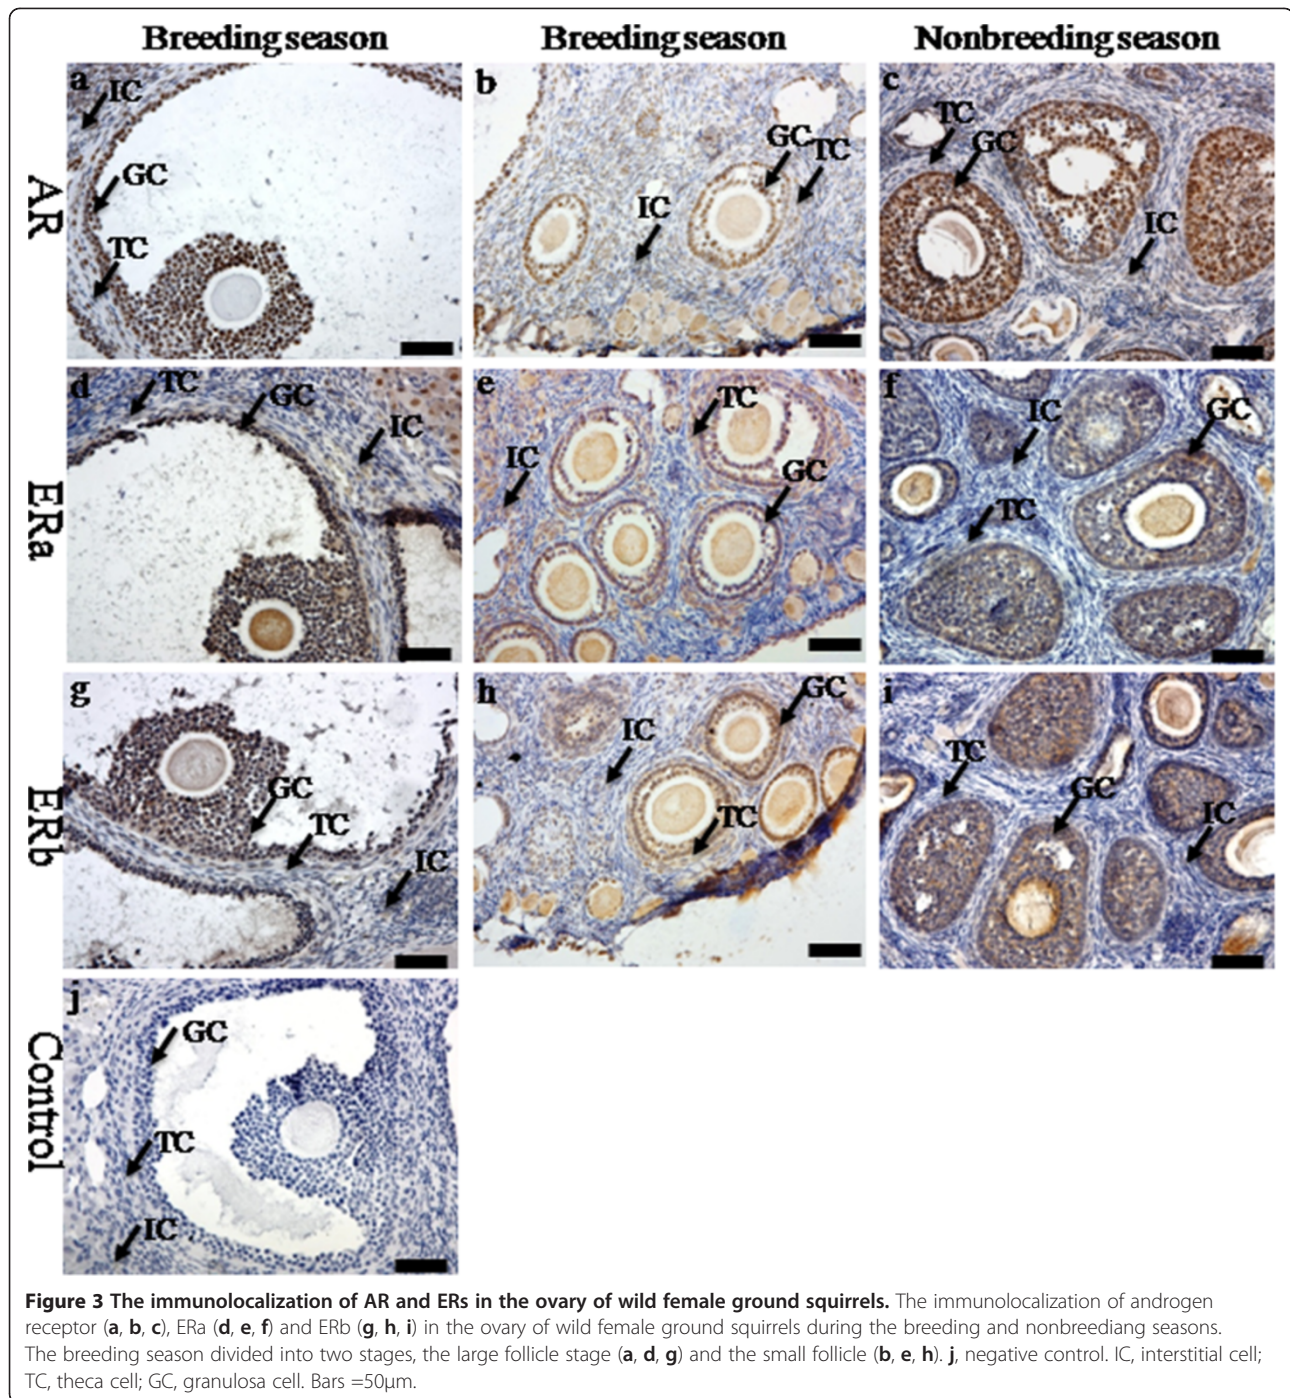 Breeding season Breeding season Nonbreeding season
AR
a IC GC TC
b GC TC IC
c TC GC IC
ERa
d TC GC IC
e TC IC GC
f IC GC TC
ERb
g GC TC IC
h GC IC TC
i TC GC IC
Control
j GC TC IC
Figure 3 The immunolocalization of AR and ERs in the ovary of wild female ground squirrels. The immunolocalization of androgen
receptor (a, b, c), ERa (d, e, f) and ERb (g, h, i) in the ovary of wild female ground squirrels during the breeding and nonbreediang seasons.
The breeding season divided into two stages, the large follicle stage (a, d, g) and the small follicle (b, e, h). j, negative control. IC, interstitial cell;
TC, theca cell; GC, granulosa cell. Bars =50μm.